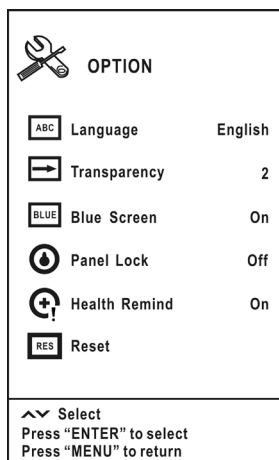 OPTION
ABC Language English
Transparency 2
BLUE Blue Screen On
Panel Lock Off
Health Remind On
RES Reset
Select
Press “ENTER” to select
Press “MENU” to return